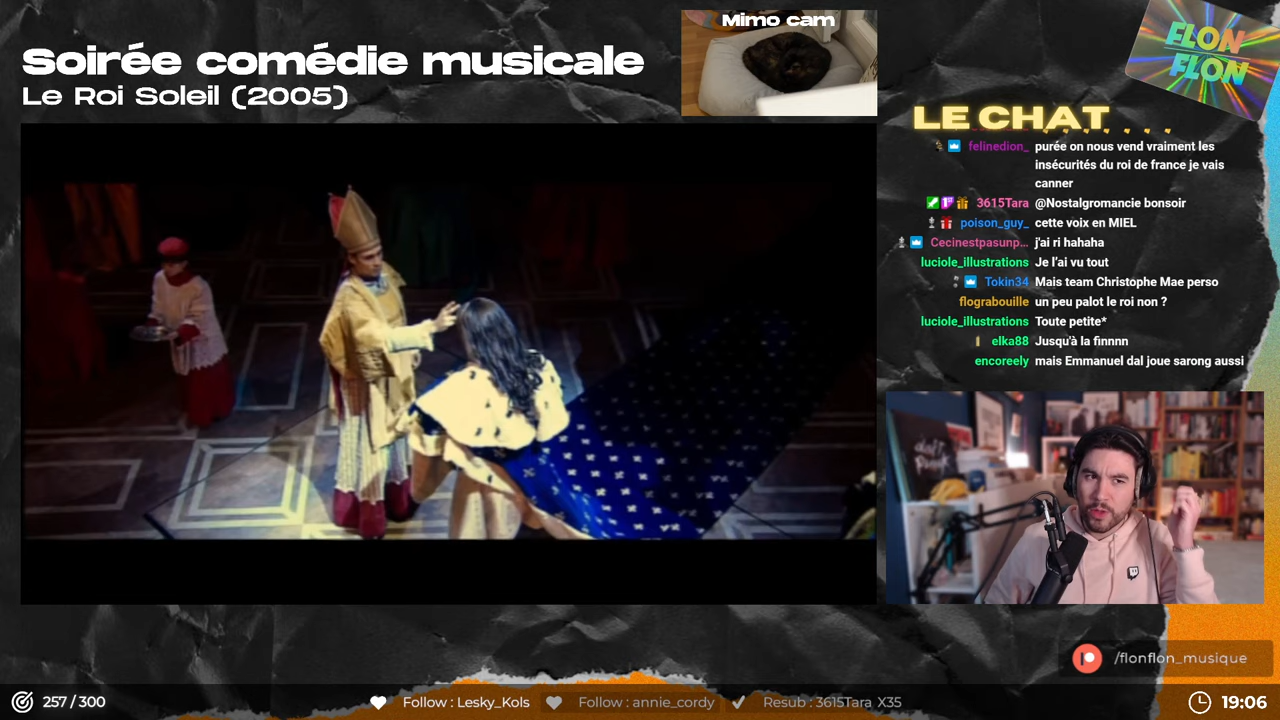 Soirée comédie musicale
Le Roi Soleil (2005)
Mimo cam
FLON
FLON
LE CHAT
felinedion_ purée on nous vend vraiment les
insécurités du roi de france je vais
canner
3615Tara @Nostalgromancie bonsoir
poison_guy_ cette voix en MIEL
Cecinestpasunp... j'ai ri hahaha
luciole_illustrations Je l'ai vu tout
Tokin34 Mais team Christophe Mae perso
flograbouille un peu palot le roi non ?
luciole_illustrations Toute petite*
elka88 Jusqu'à la finnnn
encoreely mais Emmanuel dal joue sarong aussi
/flonflon_musique
257 / 300
Follow : Lesky_Kols
Follow : annie_cordy
Resub : 3615Tara X35
19:06